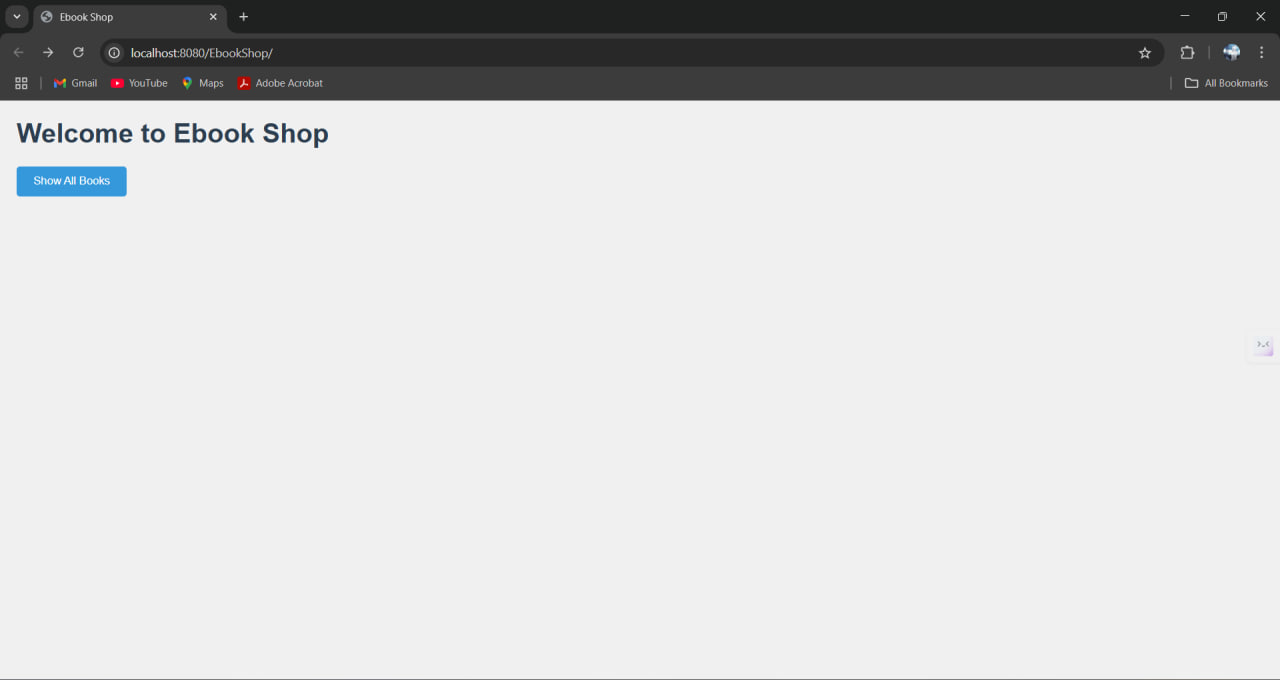 Ebook Shop
localhost:8080/EbookShop/
Gmail YouTube Maps Adobe Acrobat All Bookmarks
Welcome to Ebook Shop
Show All Books